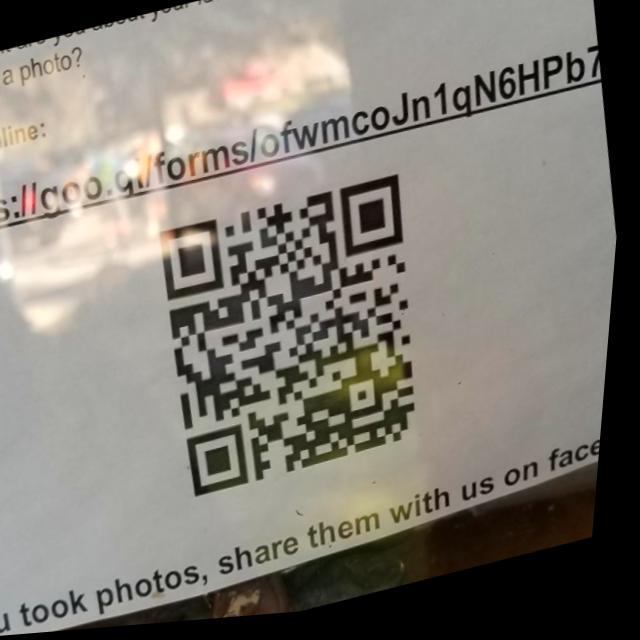 a photo?
line:
s://goo.gl/forms/ofwmcoJn1qN6HPb7
u took photos, share them with us on face